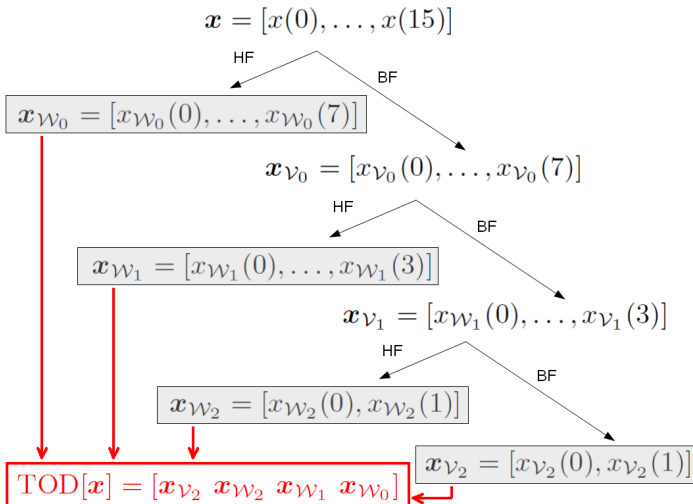 x = [x(0), . . . , x(15)]
HF
BF
x_{𝒲_0} = [x_{𝒲_0}(0), . . . , x_{𝒲_0}(7)]
x_{𝒱_0} = [x_{𝒱_0}(0), . . . , x_{𝒱_0}(7)]
HF
BF
x_{𝒲_1} = [x_{𝒲_1}(0), . . . , x_{𝒲_1}(3)]
x_{𝒱_1} = [x_{𝒲_1}(0), . . . , x_{𝒱_1}(3)]
HF
BF
x_{𝒲_2} = [x_{𝒲_2}(0), x_{𝒲_2}(1)]
x_{𝒱_2} = [x_{𝒱_2}(0), x_{𝒱_2}(1)]
TOD[x] = [x_{𝒱_2} x_{𝒲_2} x_{𝒲_1} x_{𝒲_0}]